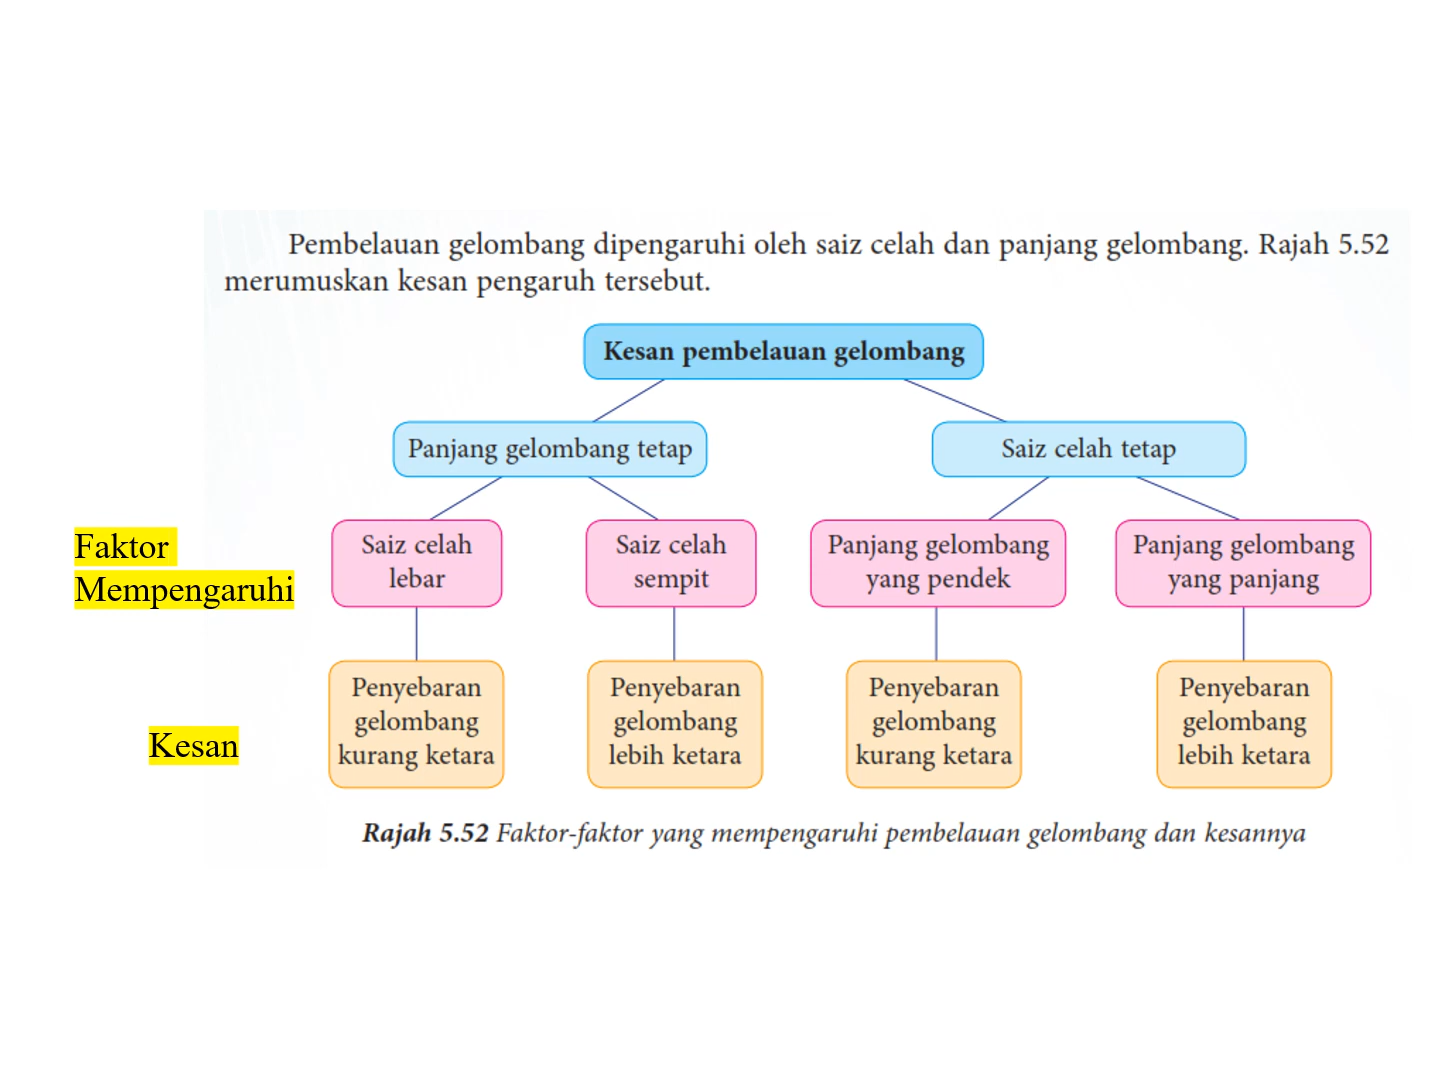 Pembelauan gelombang dipengaruhi oleh saiz celah dan panjang gelombang. Rajah 5.52
merumuskan kesan pengaruh tersebut.
Kesan pembelauan gelombang
Panjang gelombang tetap
Saiz celah tetap
Faktor
Mempengaruhi
Saiz celah
lebar
Saiz celah
sempit
Panjang gelombang
yang pendek
Panjang gelombang
yang panjang
Kesan
Penyebaran
gelombang
kurang ketara
Penyebaran
gelombang
lebih ketara
Penyebaran
gelombang
kurang ketara
Penyebaran
gelombang
lebih ketara
Rajah 5.52 Faktor-faktor yang mempengaruhi pembelauan gelombang dan kesannya